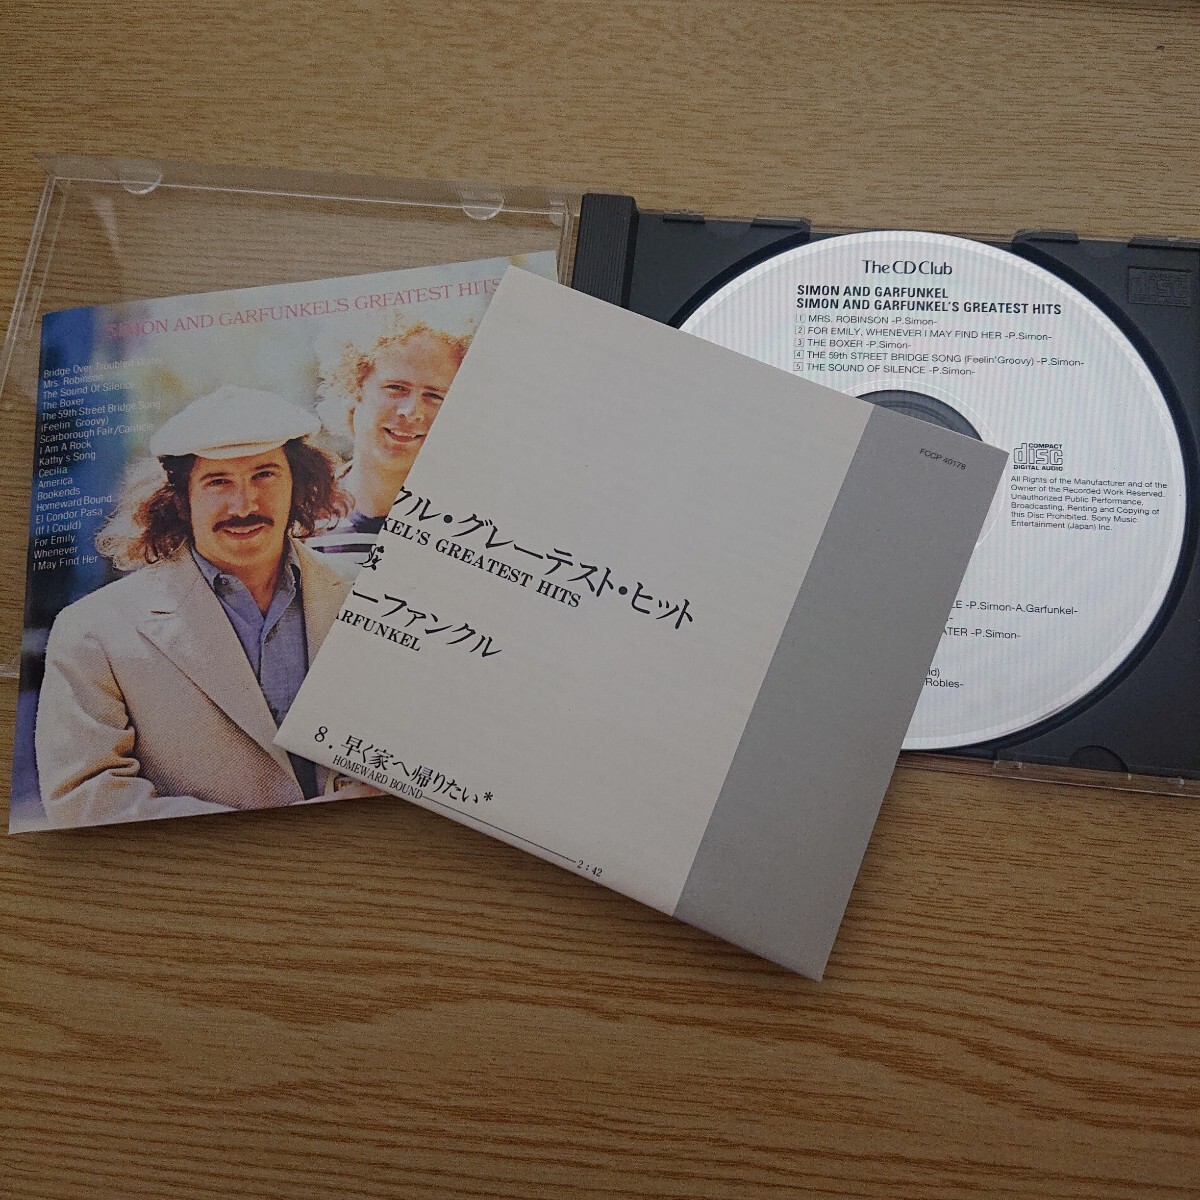 SIMON AND GARFUNKEL'S GREATEST HITS
Bridge Over Troubled Water
Mrs. Robinson
The Sound Of Silence
The Boxer
The 59th Street Bridge Song
(Feelin' Groovy)
Scarborough Fair/Canticle
I Am A Rock
Kathy's Song
Cecilia
America
Bookends
Homeward Bound
El Condor Pasa
(If I Could)
For Emily,
Whenever
I May Find Her
FCCP 40178
クル・グレーテスト・ヒット
KEL'S GREATEST HITS
ーファンクル
ARFUNKEL
8．早く家へ帰りたい*
HOMEWARD BOUND
2：42
The CD Club
SIMON AND GARFUNKEL
SIMON AND GARFUNKEL'S GREATEST HITS
1 MRS. ROBINSON -P.Simon-
2 FOR EMILY, WHENEVER I MAY FIND HER -P.Simon-
3 THE BOXER -P.Simon-
4 THE 59th STREET BRIDGE SONG (Feelin'Groovy) -P.Simon-
5 THE SOUND OF SILENCE -P.Simon-
COMPACT
disc
DIGITAL AUDIO
All Rights of the Manufacturer and of the
Owner of the Recorded Work Reserved.
Unauthorized Public Performance,
Broadcasting, Renting and Copying of
this Disc Prohibited. Sony Music
Entertainment (Japan) Inc.
LE -P.Simon-A.Garfunkel-
ATER -P.Simon-
ld)
Robles-